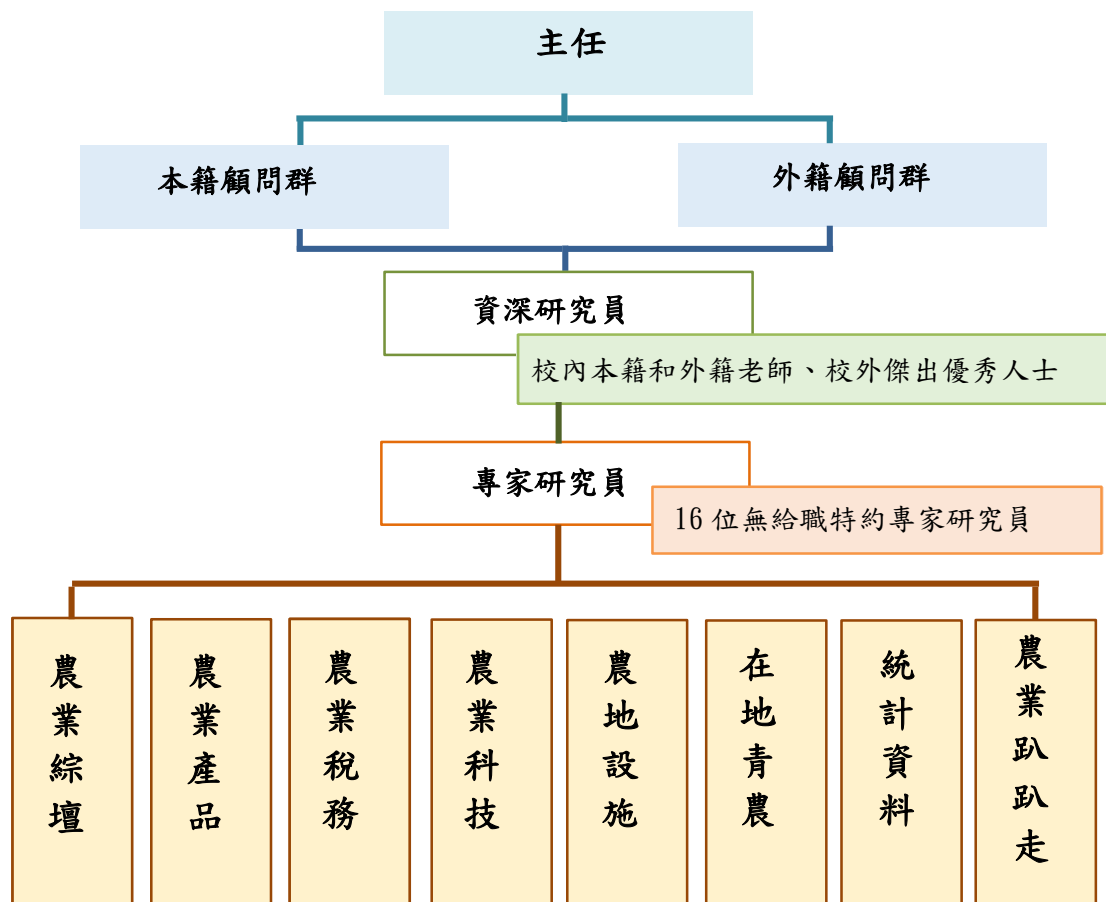 主任
本籍顧問群
外籍顧問群
資深研究員
校內本籍和外籍老師、校外傑出優秀人士
專家研究員
16 位無給職特約專家研究員
農業綜壇
農業產品
農業稅務
農業科技
農地設施
在地青農
統計資料
農業趴趴走